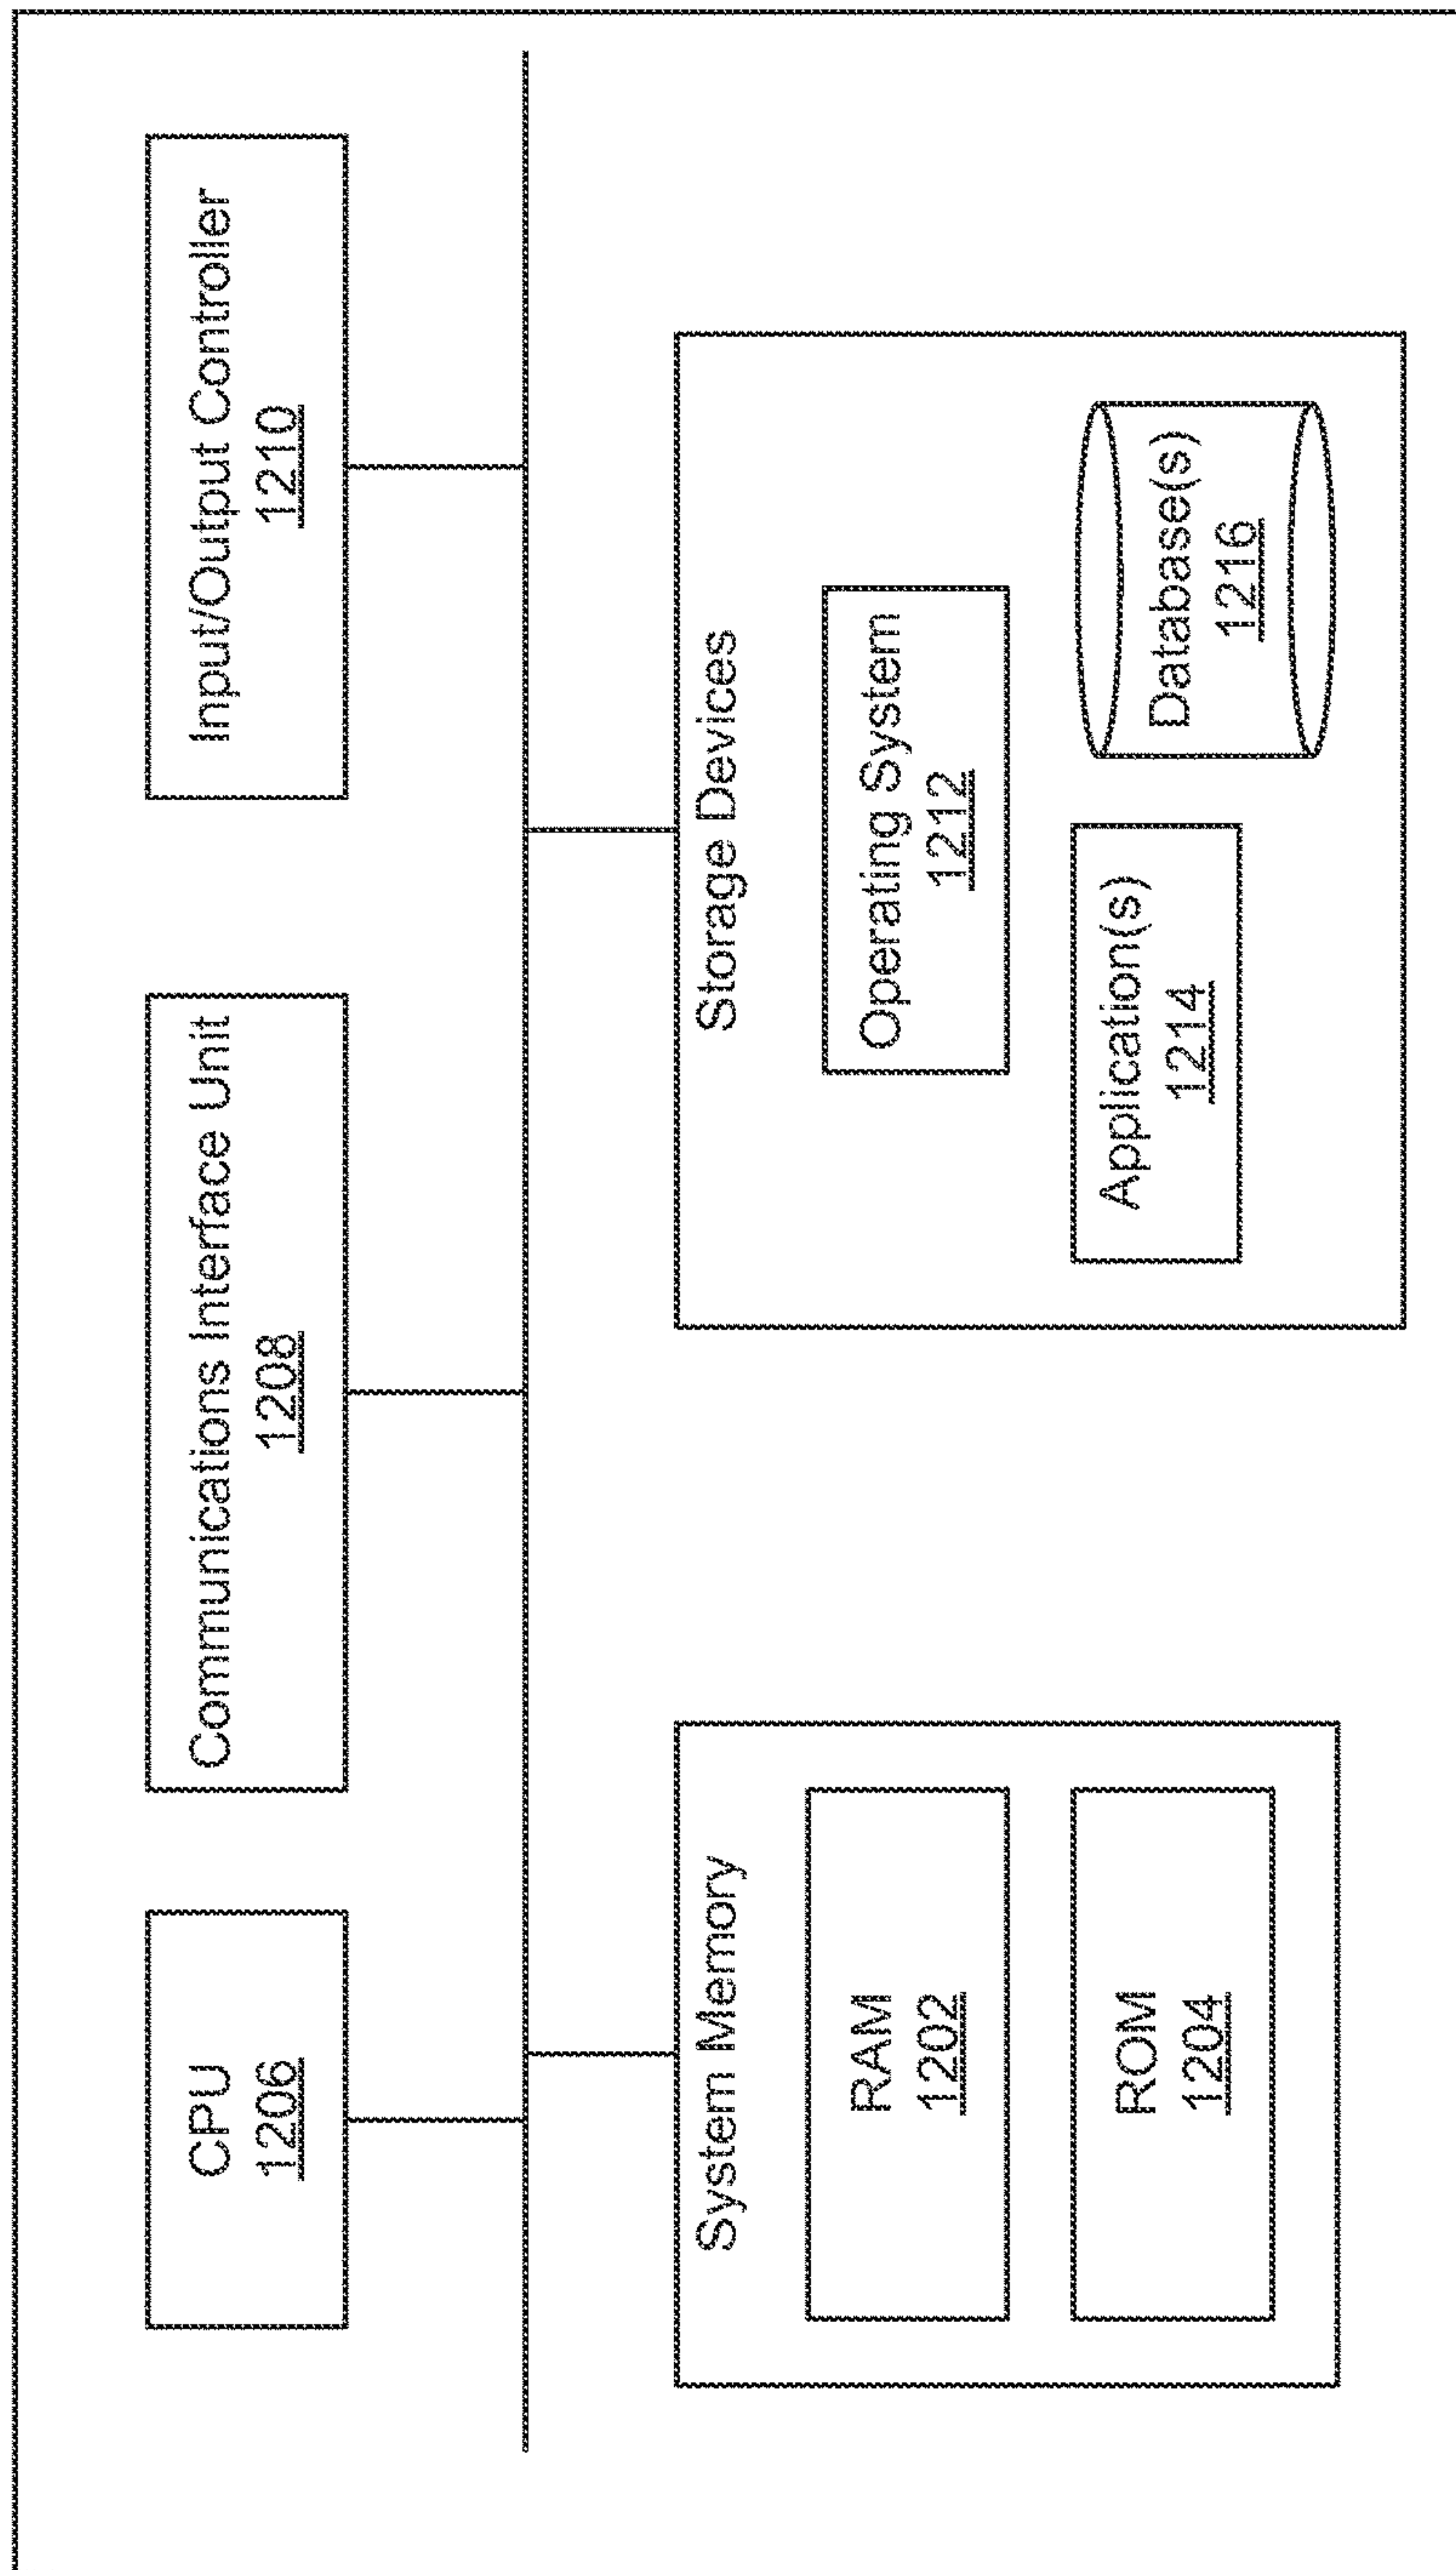 CPU
1206
Communications Interface Unit
1208
Input/Output Controller
1210
System Memory
RAM
1202
ROM
1204
Storage Devices
Operating System
1212
Application(s)
1214
Database(s)
1216